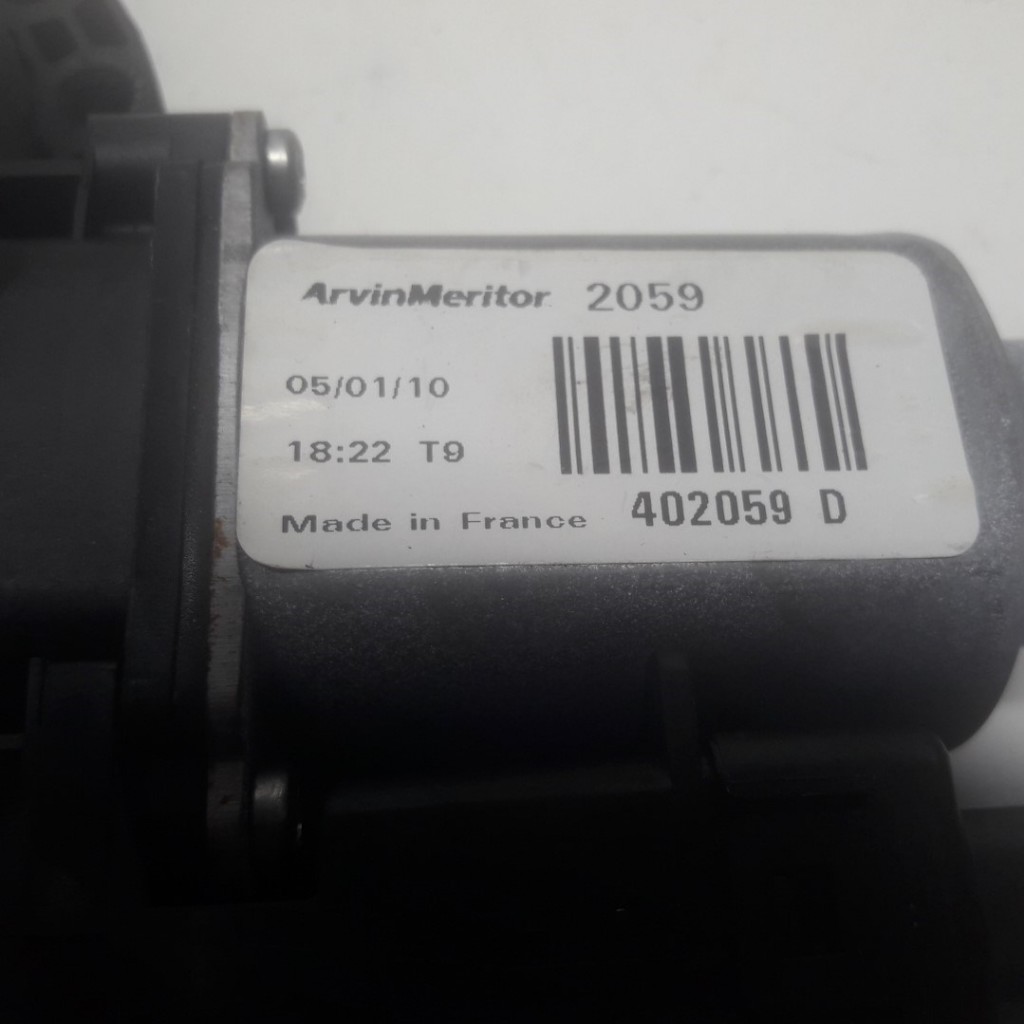 ArvinMeritor 2059
05/01/10
18:22 T9
Made in France 402059 D